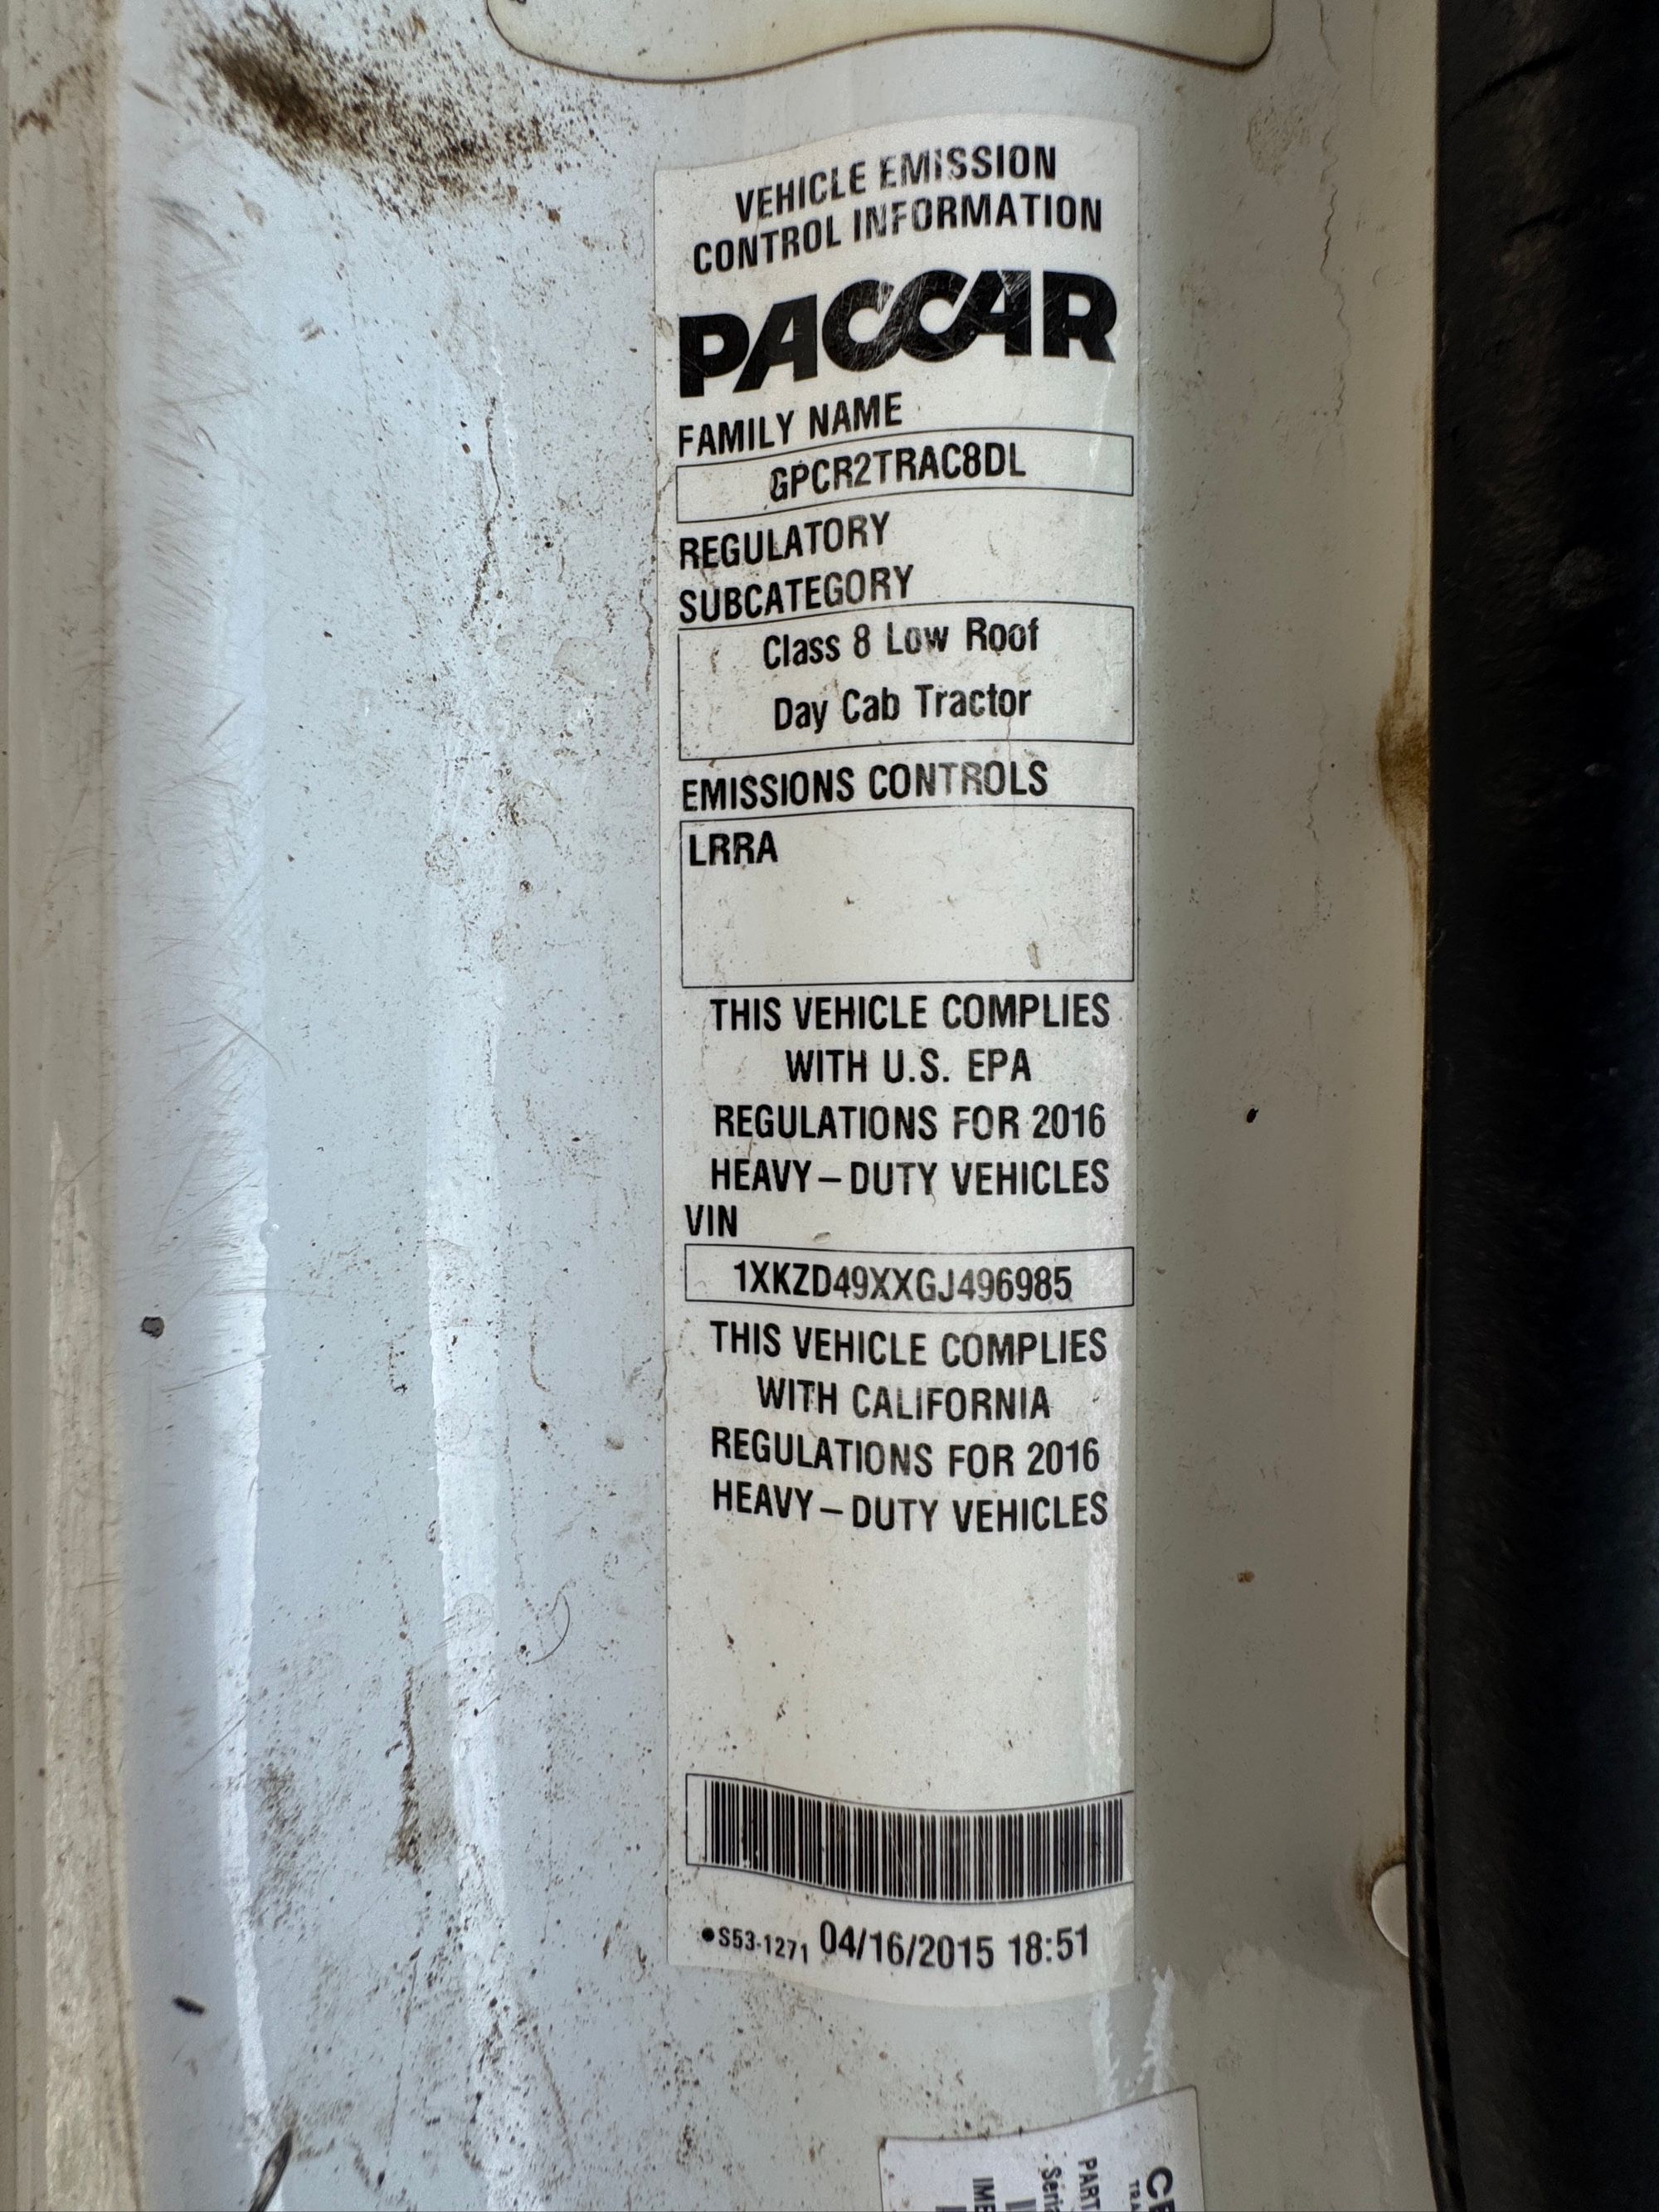 VEHICLE EMISSION
CONTROL INFORMATION
PACCAR
FAMILY NAME
GPCR2TRAC8DL
REGULATORY
SUBCATEGORY
Class 8 Low Roof
Day Cab Tractor
EMISSIONS CONTROLS
LRRA
THIS VEHICLE COMPLIES
WITH U.S. EPA
REGULATIONS FOR 2016
HEAVY-DUTY VEHICLES
VIN
1XKZD49XXGJ496985
THIS VEHICLE COMPLIES
WITH CALIFORNIA
REGULATIONS FOR 2016
HEAVY-DUTY VEHICLES
•S53-1271 04/16/2015 18:51